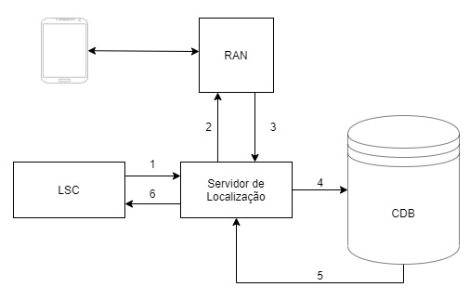 RAN
2
3
1
LSC
6
Servidor de
Localização
4
CDB
5